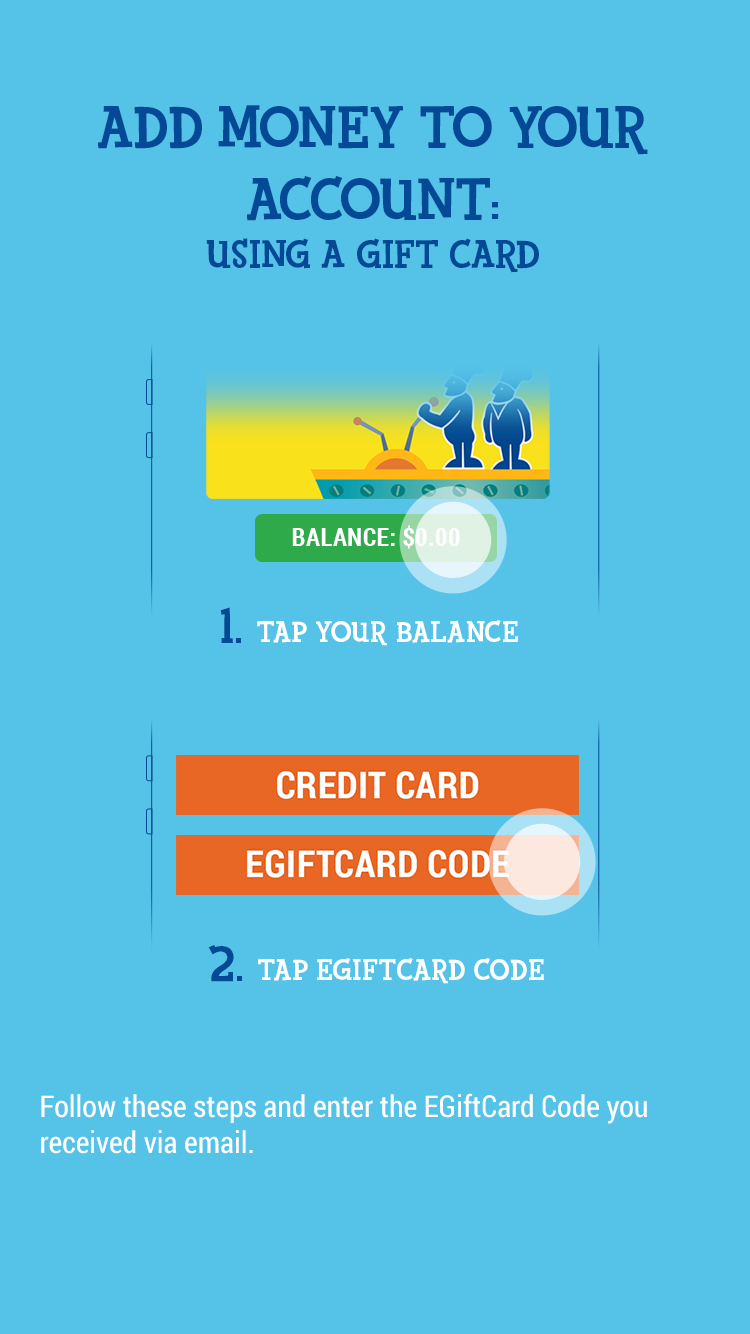 ADD MONEY TO YOUR
ACCOUNT:
USING A GIFT CARD
BALANCE: $0.00
1. TAP YOUR BALANCE
CREDIT CARD
EGIFTCARD CODE
2. TAP EGIFTCARD CODE
Follow these steps and enter the EGiftCard Code you
received via email.